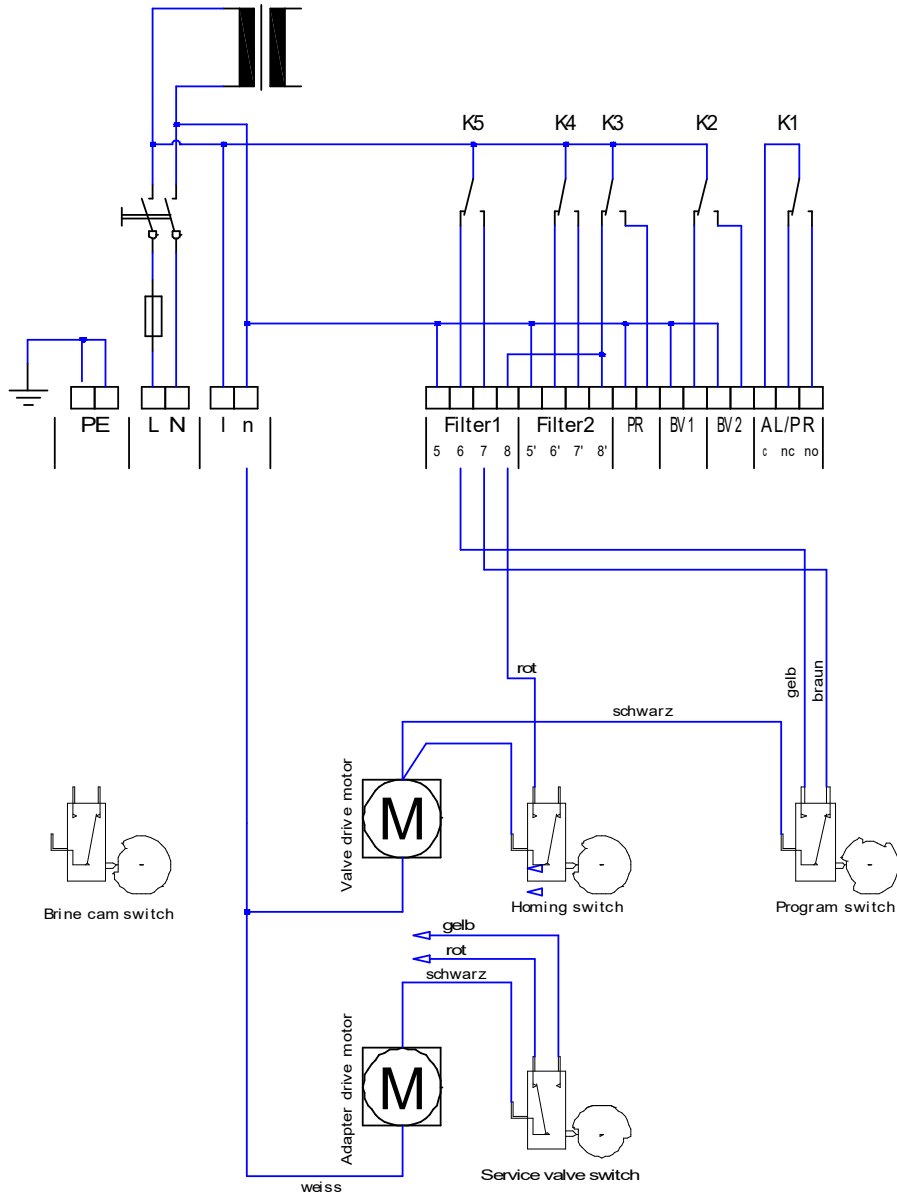 K5 K4 K3 K2 K1
PE L N l n Filter1 Filter2 PR BV1 BV2 AL/PR
5 6 7 8 5' 6' 7' 8' c nc no
rot
gelb
braun
schwarz
Valve drive motor
M
Brine cam switch
Homing switch
Program switch
gelb
rot
schwarz
Adapter drive motor
M
Service valve switch
weiss